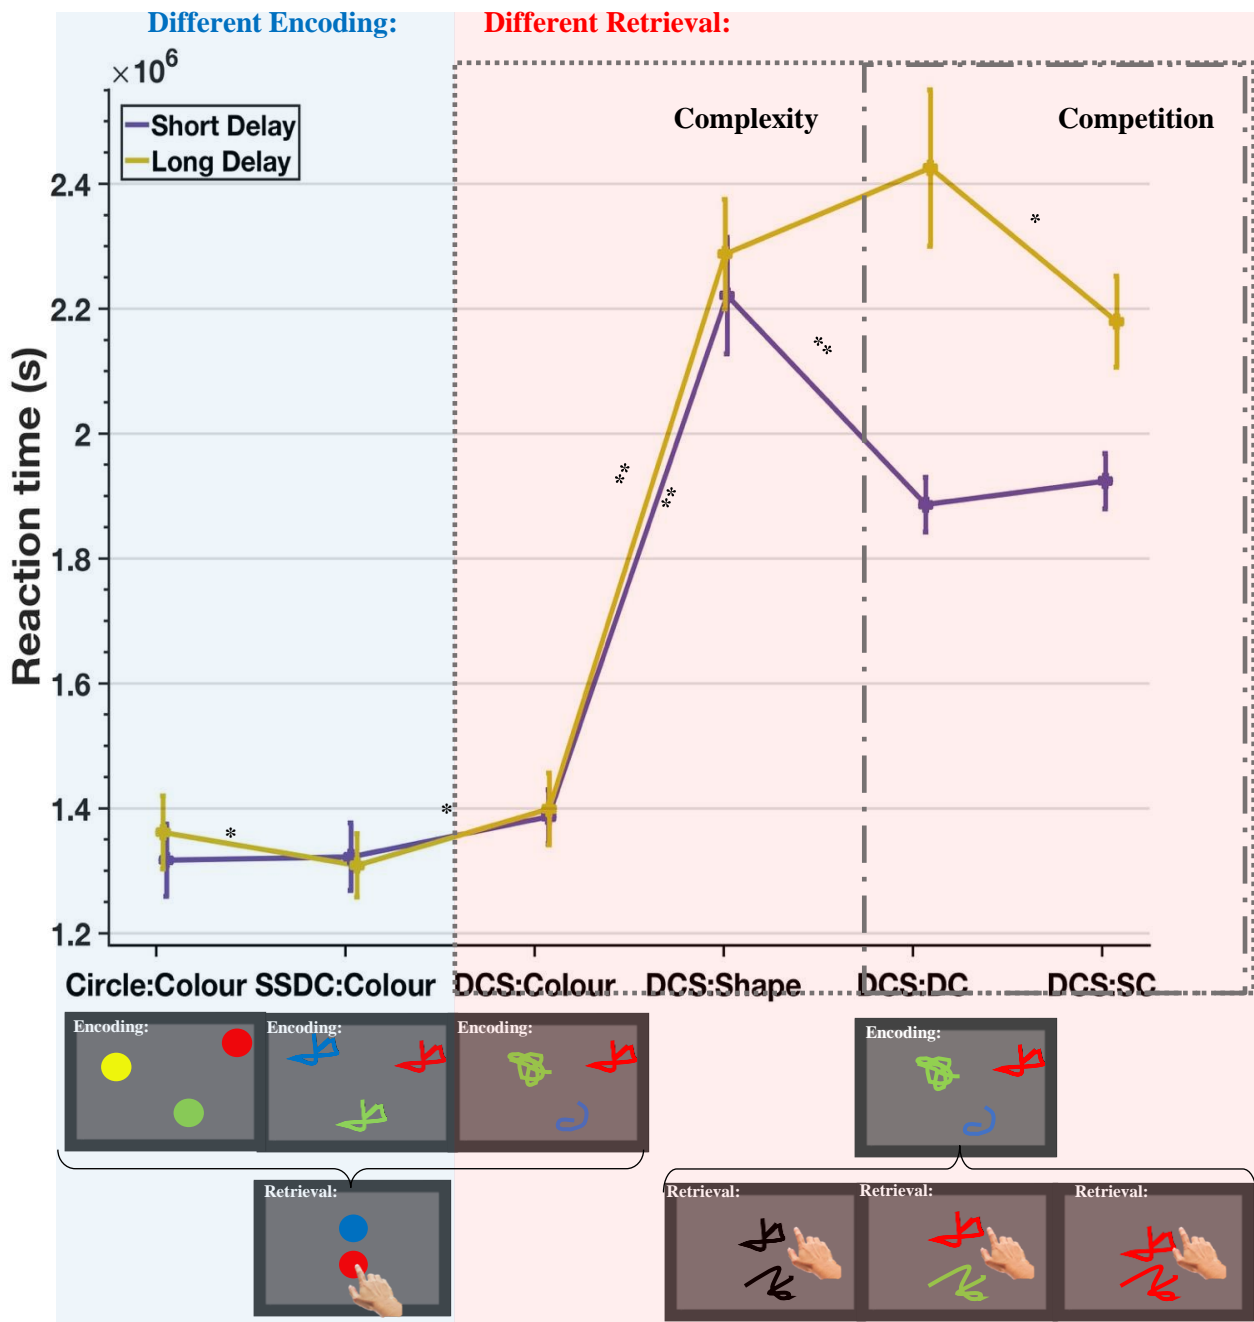 Different Encoding:
Different Retrieval:
×10⁶
Complexity
Competition
Short Delay
Long Delay
2.4
2.2
2
1.8
1.6
1.4
1.2
Reaction time (s)
*
**
**
**
*
*
Circle:Colour SSDC:Colour DCS:Colour DCS:Shape DCS:DC DCS:SC
Encoding:
Encoding:
Encoding:
Encoding:
Retrieval:
Retrieval:
Retrieval:
Retrieval: